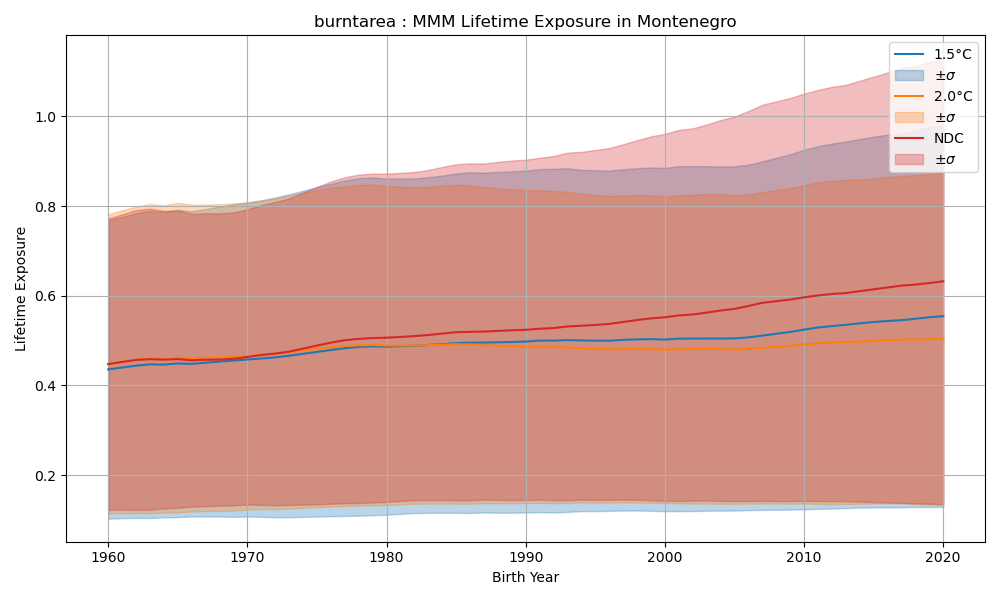 burntarea : MMM Lifetime Exposure in Montenegro
Lifetime Exposure
1.0
0.8
0.6
0.4
0.2
1.5°C
±σ
2.0°C
±σ
NDC
±σ
1960
1970
1980
1990
2000
2010
2020
Birth Year